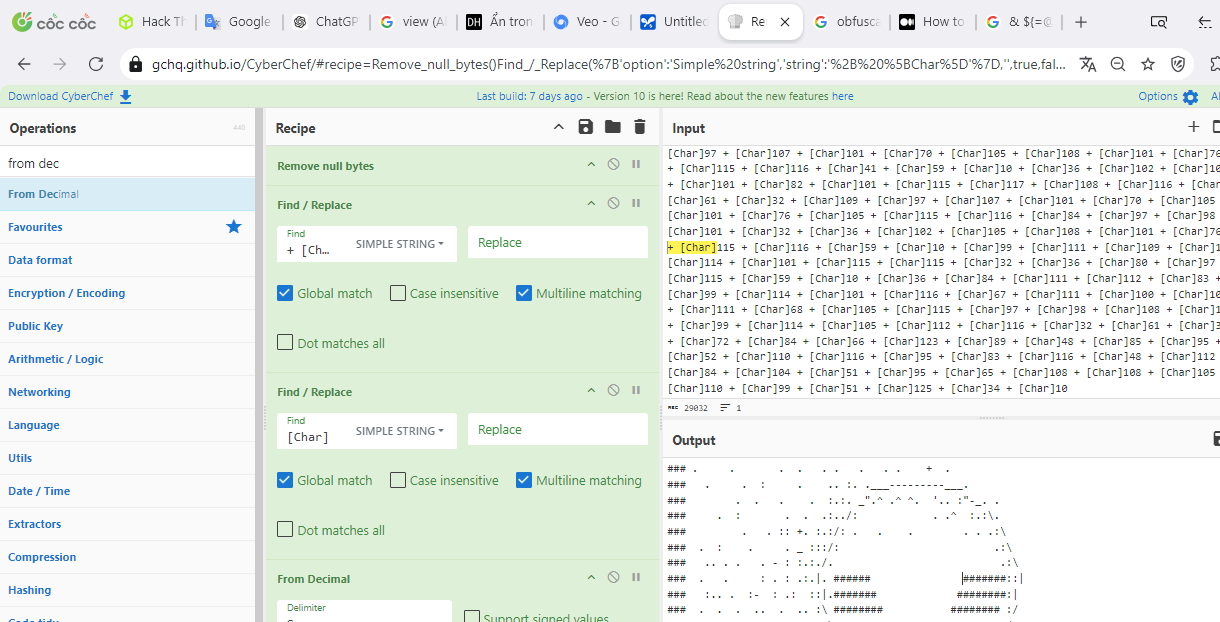 cốc cốc
Hack Th
Google
ChatGP
view (Al
Ẩn tron
Veo - G
Untitled
Re
obfusca
How to
& ${=@
gchq.github.io/CyberChef/#recipe=Remove_null_bytes()Find_/_Replace(%7B'option':'Simple%20string','string':'%2B%20%5BChar%5D'%7D,'',true,fal...
Download CyberChef
Last build: 7 days ago - Version 10 is here! Read about the new features here
Options
Operations
440
from dec
From Decimal
Favourites
Data format
Encryption / Encoding
Public Key
Arithmetic / Logic
Networking
Language
Utils
Date / Time
Extractors
Compression
Hashing
Code tidy
Recipe
Remove null bytes
Find / Replace
Find
+ [Ch…
SIMPLE STRING
Replace
Global match
Case insensitive
Multiline matching
Dot matches all
Find / Replace
Find
[Char]
SIMPLE STRING
Replace
Global match
Case insensitive
Multiline matching
Dot matches all
From Decimal
Delimiter
Support signed values
Input
[Char]97 + [Char]107 + [Char]101 + [Char]70 + [Char]105 + [Char]108 + [Char]101 + [Char]76
+ [Char]115 + [Char]116 + [Char]41 + [Char]59 + [Char]10 + [Char]36 + [Char]102 + [Char]10
+ [Char]101 + [Char]82 + [Char]101 + [Char]115 + [Char]117 + [Char]108 + [Char]116 + [Char
[Char]61 + [Char]32 + [Char]109 + [Char]97 + [Char]107 + [Char]101 + [Char]70 + [Char]105
[Char]101 + [Char]76 + [Char]105 + [Char]115 + [Char]116 + [Char]84 + [Char]97 + [Char]98
[Char]101 + [Char]32 + [Char]36 + [Char]102 + [Char]105 + [Char]108 + [Char]101 + [Char]76
+ [Char]115 + [Char]116 + [Char]59 + [Char]10 + [Char]99 + [Char]111 + [Char]109 + [Char]1
[Char]114 + [Char]101 + [Char]115 + [Char]115 + [Char]32 + [Char]36 + [Char]80 + [Char]97
[Char]115 + [Char]59 + [Char]10 + [Char]36 + [Char]84 + [Char]111 + [Char]112 + [Char]83 +
[Char]99 + [Char]114 + [Char]101 + [Char]116 + [Char]67 + [Char]111 + [Char]100 + [Char]10
+ [Char]111 + [Char]68 + [Char]105 + [Char]115 + [Char]97 + [Char]98 + [Char]108 + [Char]1
+ [Char]99 + [Char]114 + [Char]105 + [Char]112 + [Char]116 + [Char]32 + [Char]61 + [Char]3
+ [Char]72 + [Char]84 + [Char]66 + [Char]123 + [Char]89 + [Char]48 + [Char]85 + [Char]95 +
[Char]52 + [Char]110 + [Char]116 + [Char]95 + [Char]83 + [Char]116 + [Char]48 + [Char]112
[Char]84 + [Char]104 + [Char]51 + [Char]95 + [Char]65 + [Char]108 + [Char]108 + [Char]105
[Char]110 + [Char]99 + [Char]51 + [Char]125 + [Char]34 + [Char]10
REC 29032 1
Output
### . . . . . . . . . + .
### . . : . .. :. .___---------___.
### . . . . :.:. _".^ .^ ^. '.. :"-_. .
### . : . . .:../: . .^ :.:\.
### . . :: +. :.:/: . . . . . .:\
### . : . . _ :::/: .:\
### .. . . . - : :.:./. .:\
### . . : . : .:.|. ###### #######::|
### :.. . :- : .: ::|.####### ########:|
### . . . .. . .. :\ ######## ######## :/